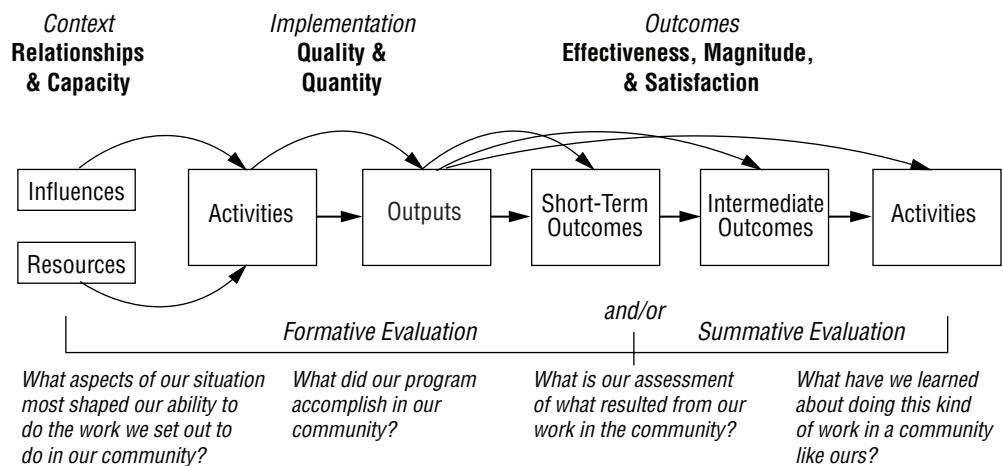 Context
Relationships
& Capacity
Implementation
Quality &
Quantity
Outcomes
Effectiveness, Magnitude,
& Satisfaction
Influences
Resources
Activities
Outputs
Short-Term
Outcomes
Intermediate
Outcomes
Activities
Formative Evaluation
and/or
Summative Evaluation
What aspects of our situation
most shaped our ability to
do the work we set out to
do in our community?
What did our program
accomplish in our
community?
What is our assessment
of what resulted from our
work in the community?
What have we learned
about doing this kind
of work in a community
like ours?